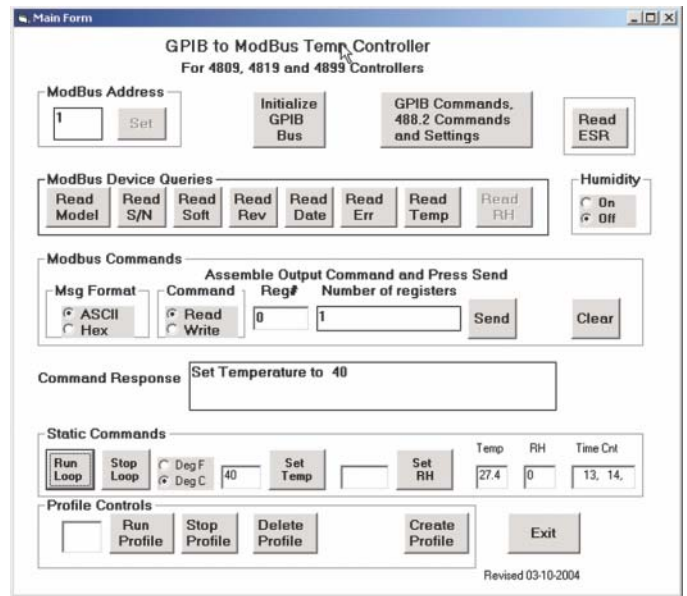 Main Form
GPIB to ModBus Temp Controller
For 4809, 4819 and 4899 Controllers
ModBus Address
1
Set
Initialize
GPIB
Bus
GPIB Commands,
488.2 Commands
and Settings
Read
ESR
ModBus Device Queries
Read
Model
Read
S/N
Read
Soft
Read
Rev
Read
Date
Read
Err
Read
Temp
Read
RH
Humidity
On
Off
Modbus Commands
Assemble Output Command and Press Send
Msg Format
ASCII
Hex
Command
Read
Write
Reg#
0
Number of registers
1
Send
Clear
Command Response
Set Temperature to 40
Static Commands
Run
Loop
Stop
Loop
Deg F
Deg C
40
Set
Temp
Set
RH
Temp
27.4
RH
0
Time Cnt
13, 14,
Profile Controls
Run
Profile
Stop
Profile
Delete
Profile
Create
Profile
Exit
Revised 03-10-2004